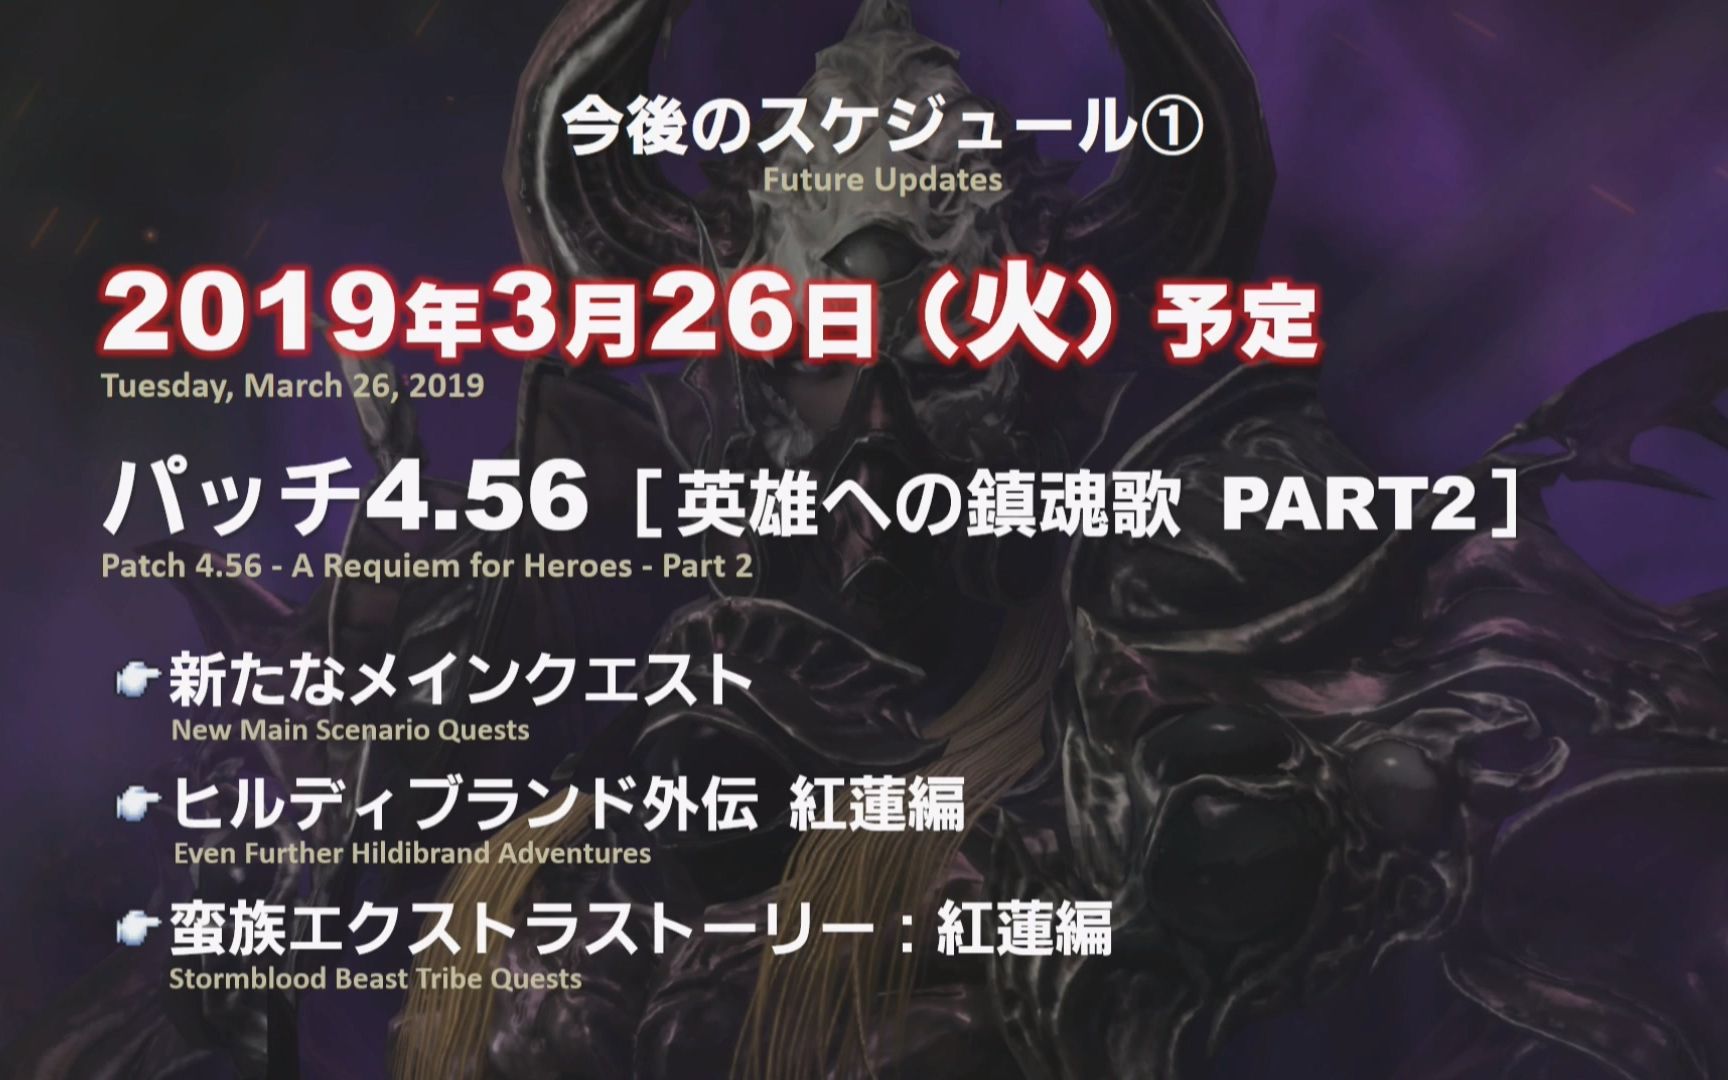 今後のスケジュール①
Future Updates
2019年3月26日（火）予定
Tuesday, March 26, 2019
パッチ4.56［英雄への鎮魂歌 PART2］
Patch 4.56 - A Requiem for Heroes - Part 2
新たなメインクエスト
New Main Scenario Quests
ヒルディブランド外伝 紅蓮編
Even Further Hildibrand Adventures
蛮族エクストラストーリー：紅蓮編
Stormblood Beast Tribe Quests